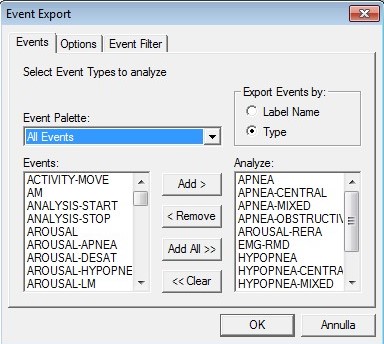 Event Export
Events
Options
Event Filter
Select Event Types to analyze
Export Events by:
Label Name
Type
Event Palette:
All Events
Events:
ACTIVITY-MOVE
AM
ANALYSIS-START
ANALYSIS-STOP
AROUSAL
AROUSAL-APNEA
AROUSAL-DESAT
AROUSAL-HYPOPNE
AROUSAL-LM
Add >
< Remove
Add All >>
<< Clear
Analyze:
APNEA
APNEA-CENTRAL
APNEA-MIXED
APNEA-OBSTRUCTIV
AROUSAL-RERA
EMG-RMD
HYPOPNEA
HYPOPNEA-CENTRA
HYPOPNEA-MIXED
OK
Annulla